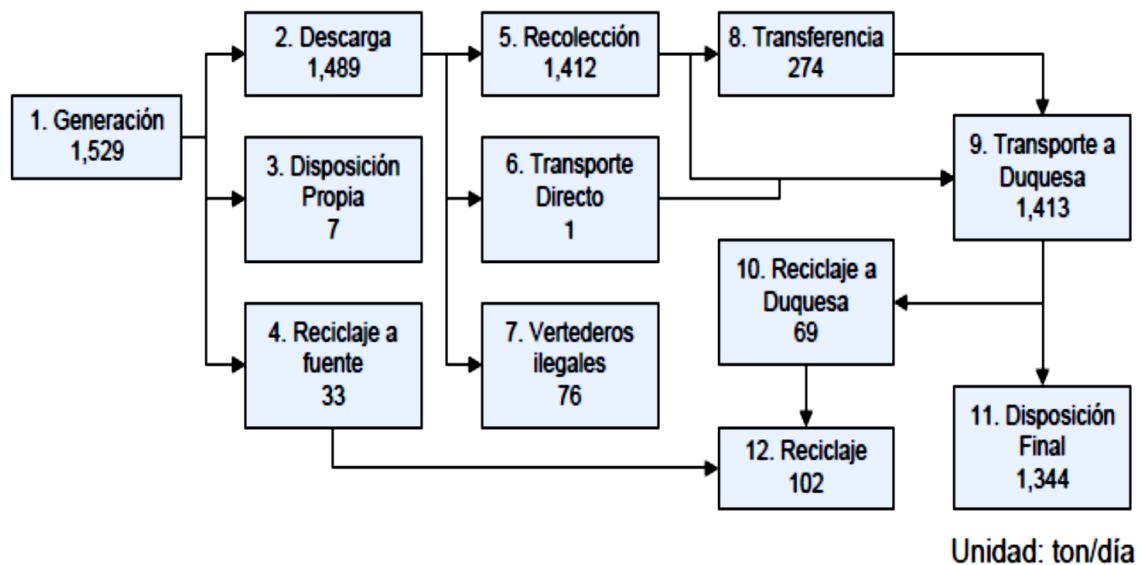 1. Generación
1,529
2. Descarga
1,489
3. Disposición
Propia
7
4. Reciclaje a
fuente
33
5. Recolección
1,412
6. Transporte
Directo
1
7. Vertederos
ilegales
76
8. Transferencia
274
9. Transporte a
Duquesa
1,413
10. Reciclaje a
Duquesa
69
11. Disposición
Final
1,344
12. Reciclaje
102
Unidad: ton/día